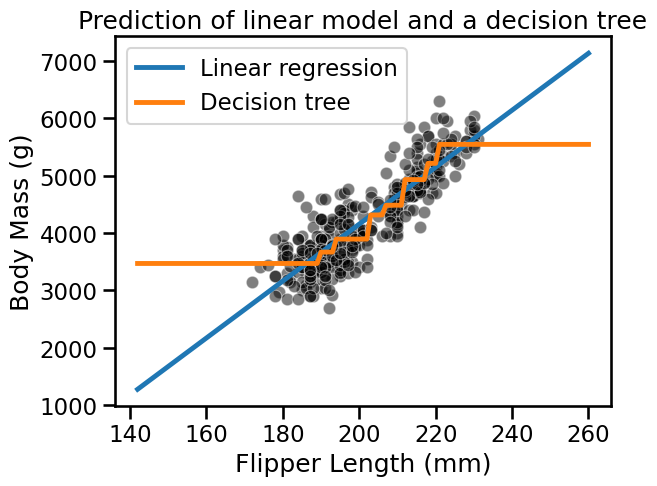 Prediction of linear model and a decision tree
Linear regression
Decision tree
7000
6000
5000
4000
3000
2000
1000
Body Mass (g)
140 160 180 200 220 240 260
Flipper Length (mm)